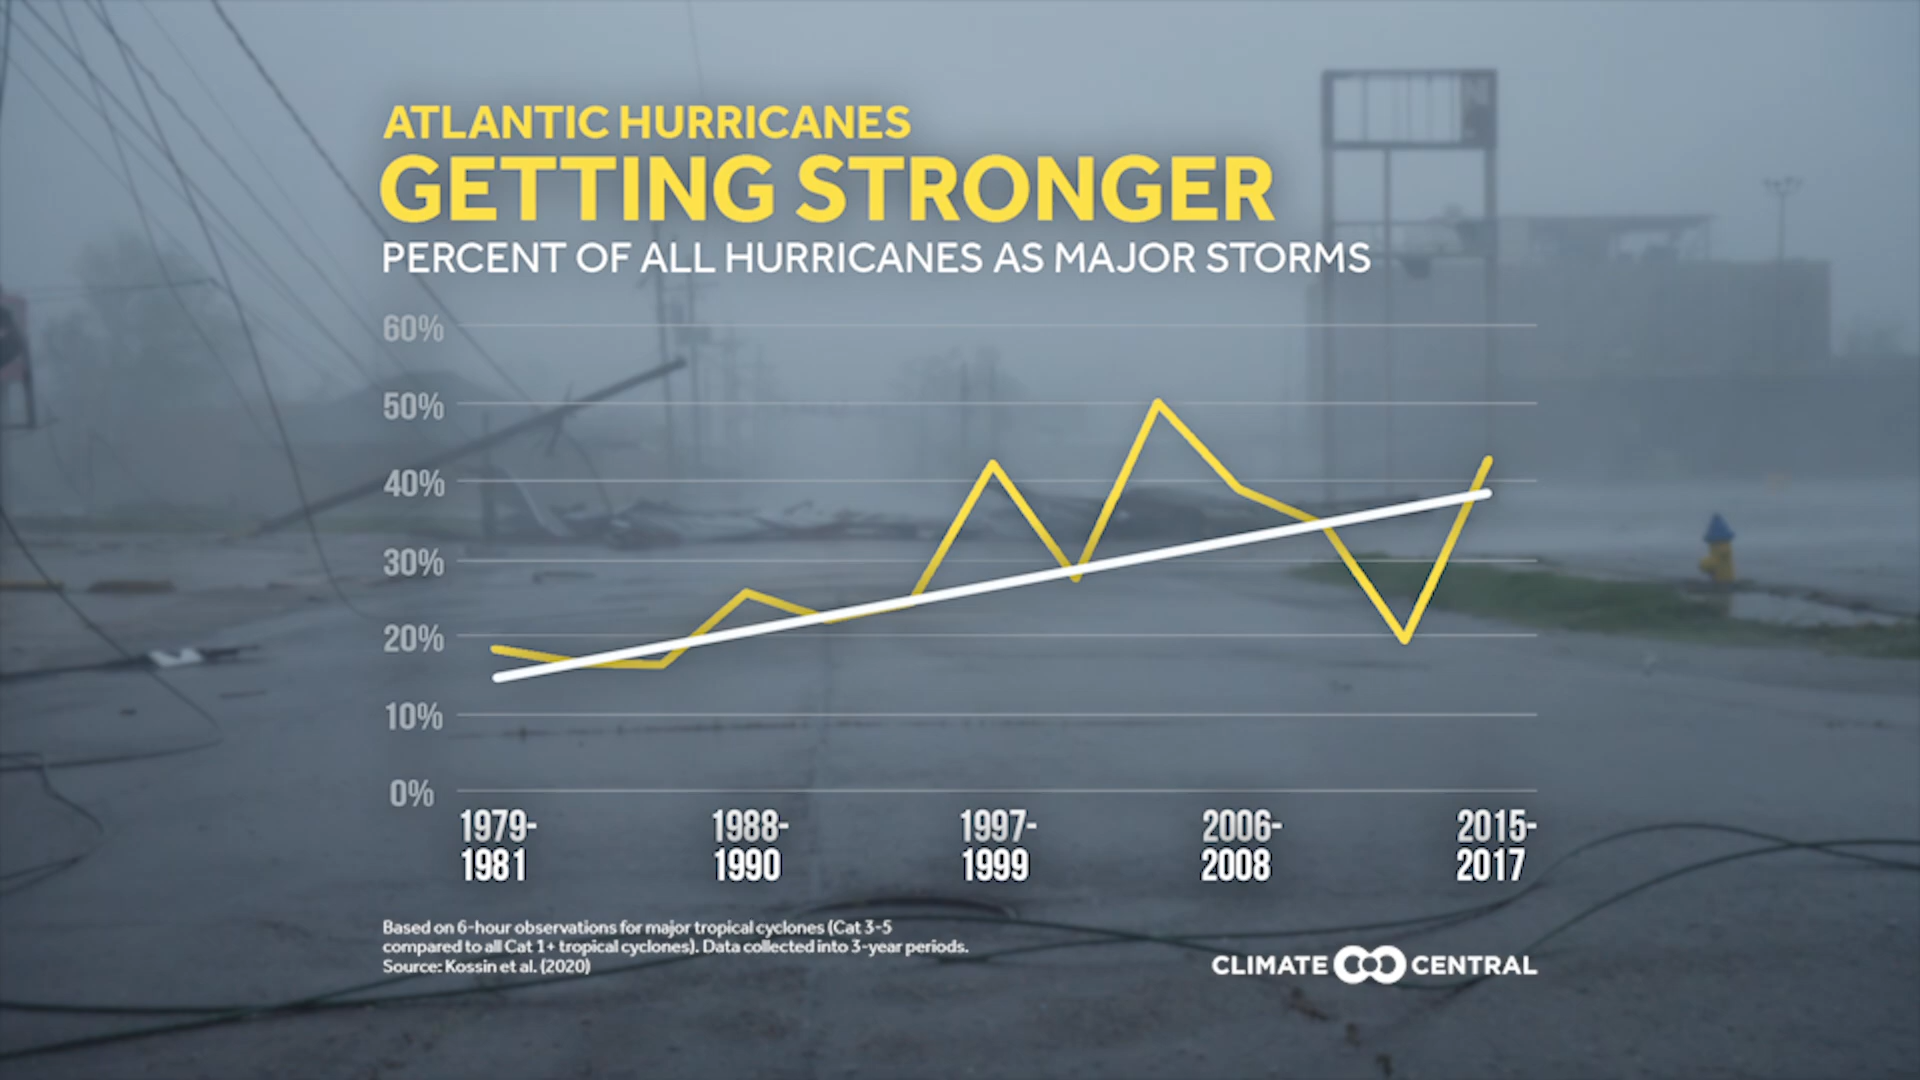 ATLANTIC HURRICANES
GETTING STRONGER
PERCENT OF ALL HURRICANES AS MAJOR STORMS
60%
50%
40%
30%
20%
10%
0%
1979-
1981
1988-
1990
1997-
1999
2006-
2008
2015-
2017
Based on 6-hour observations for major tropical cyclones (Cat 3-5
compared to all Cat 1+ tropical cyclones). Data collected into 3-year periods.
Source: Kossin et al. (2020)
CLIMATE CENTRAL